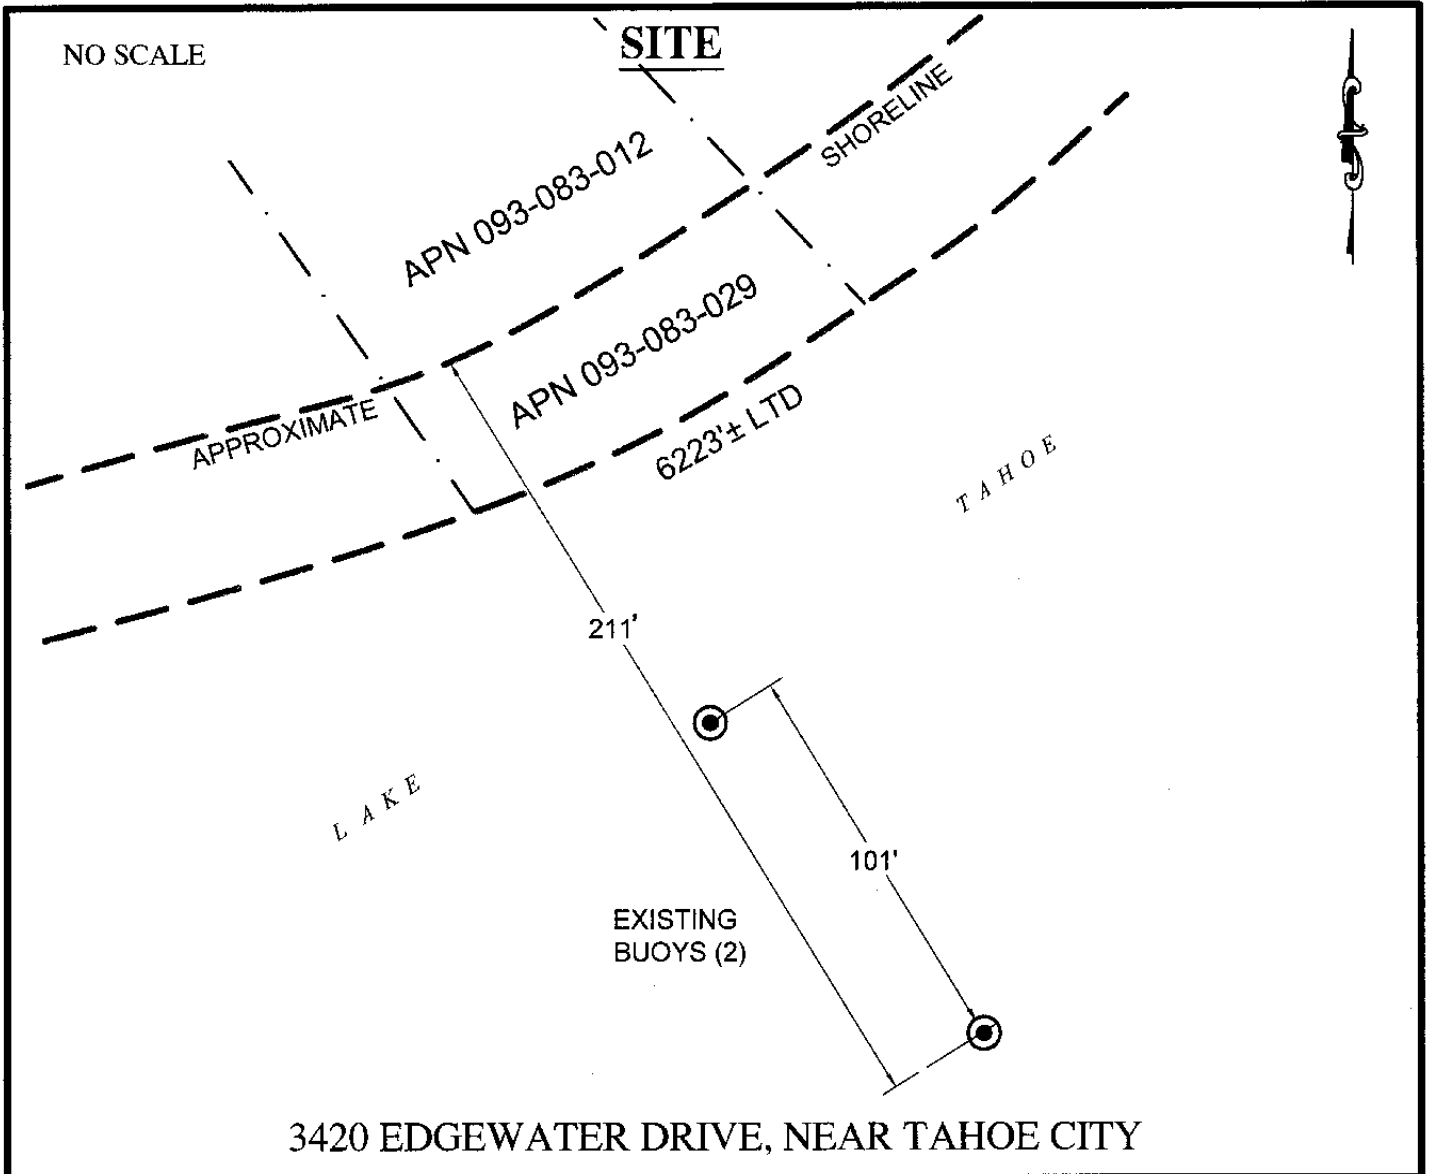 NO SCALE
SITE
SHORELINE
APN 093-083-012
APN 093-083-029
APPROXIMATE
6223'± LTD
TAHOE
211'
LAKE
101'
EXISTING
BUOYS (2)
3420 EDGEWATER DRIVE, NEAR TAHOE CITY